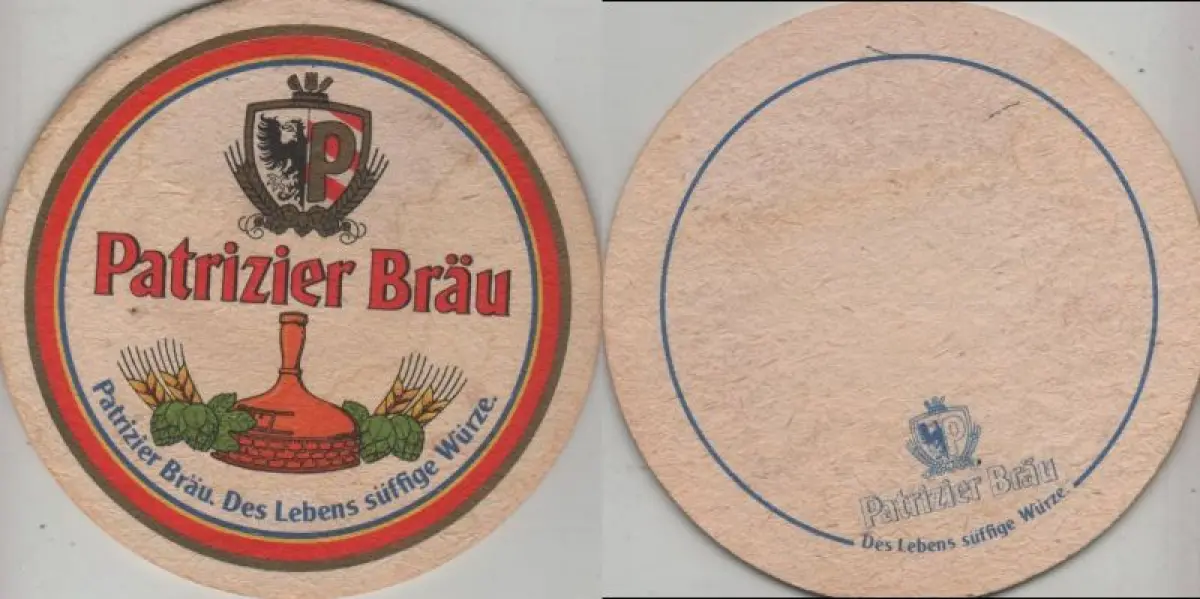 P
Patrizier Bräu
Patrizier Bräu. Des Lebens süffige Würze.
P
Patrizier Bräu
Des Lebens süffige Würze.